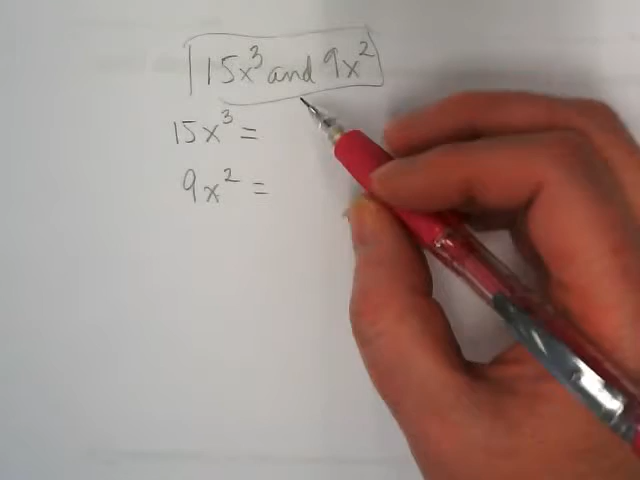 15x³ and 9x²
15x³ =
9x² =